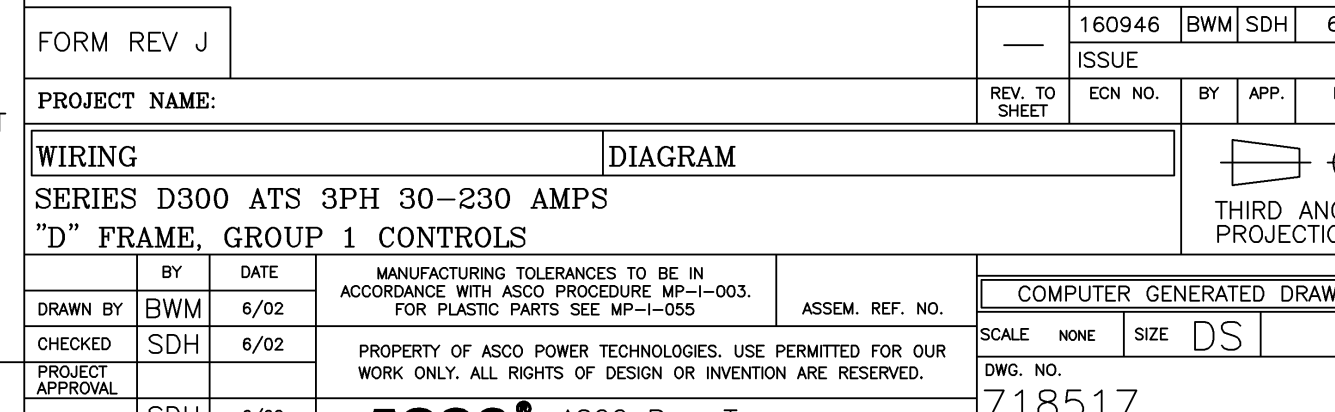 160946 BWM SDH
FORM REV J
ISSUE
PROJECT NAME:
REV. TO SHEET ECN NO. BY APP.
WIRING DIAGRAM
SERIES D300 ATS 3PH 30-230 AMPS
"D" FRAME, GROUP 1 CONTROLS
THIRD
BY DATE
MANUFACTURING TOLERANCES TO BE IN
ACCORDANCE WITH ASCO PROCEDURE MP-I-003.
FOR PLASTIC PARTS SEE MP-I-055
ASSEM. REF. NO.
COMPUTER GENERATED
DRAWN BY BWM 6/02
CHECKED SDH 6/02
PROJECT APPROVAL
PROPERTY OF ASCO POWER TECHNOLOGIES. USE PERMITTED FOR OUR
WORK ONLY. ALL RIGHTS OF DESIGN OR INVENTION ARE RESERVED.
SCALE NONE SIZE DS
DWG. NO.
718517